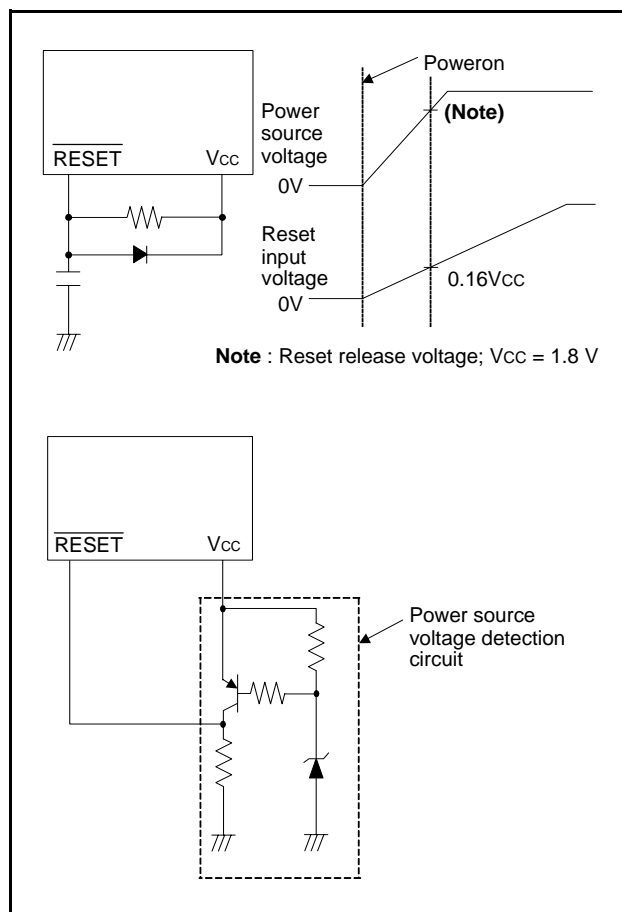 Poweron
(Note)
Power
source
voltage
0V
RESET
VCC
Reset
input
voltage
0V
0.16VCC
Note : Reset release voltage; VCC = 1.8 V
RESET
VCC
Power source
voltage detection
circuit